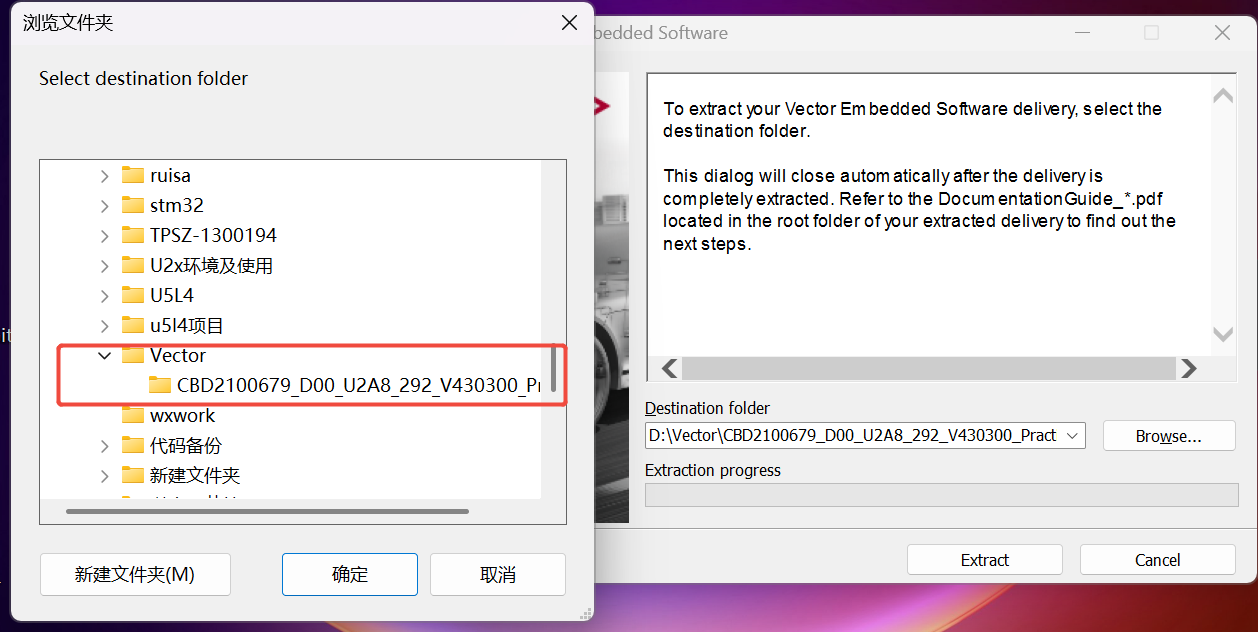 浏览文件夹
Select destination folder
ruisa
stm32
TPSZ-1300194
U2x环境及使用
U5L4
u5l4项目
Vector
CBD2100679_D00_U2A8_292_V430300_Pr
wxwork
代码备份
新建文件夹
新建文件夹(M)
确定
取消
bedded Software
To extract your Vector Embedded Software delivery, select the
destination folder.
This dialog will close automatically after the delivery is
completely extracted. Refer to the DocumentationGuide_*.pdf
located in the root folder of your extracted delivery to find out the
next steps.
Destination folder
D:\Vector\CBD2100679_D00_U2A8_292_V430300_Pract
Browse...
Extraction progress
Extract
Cancel
it